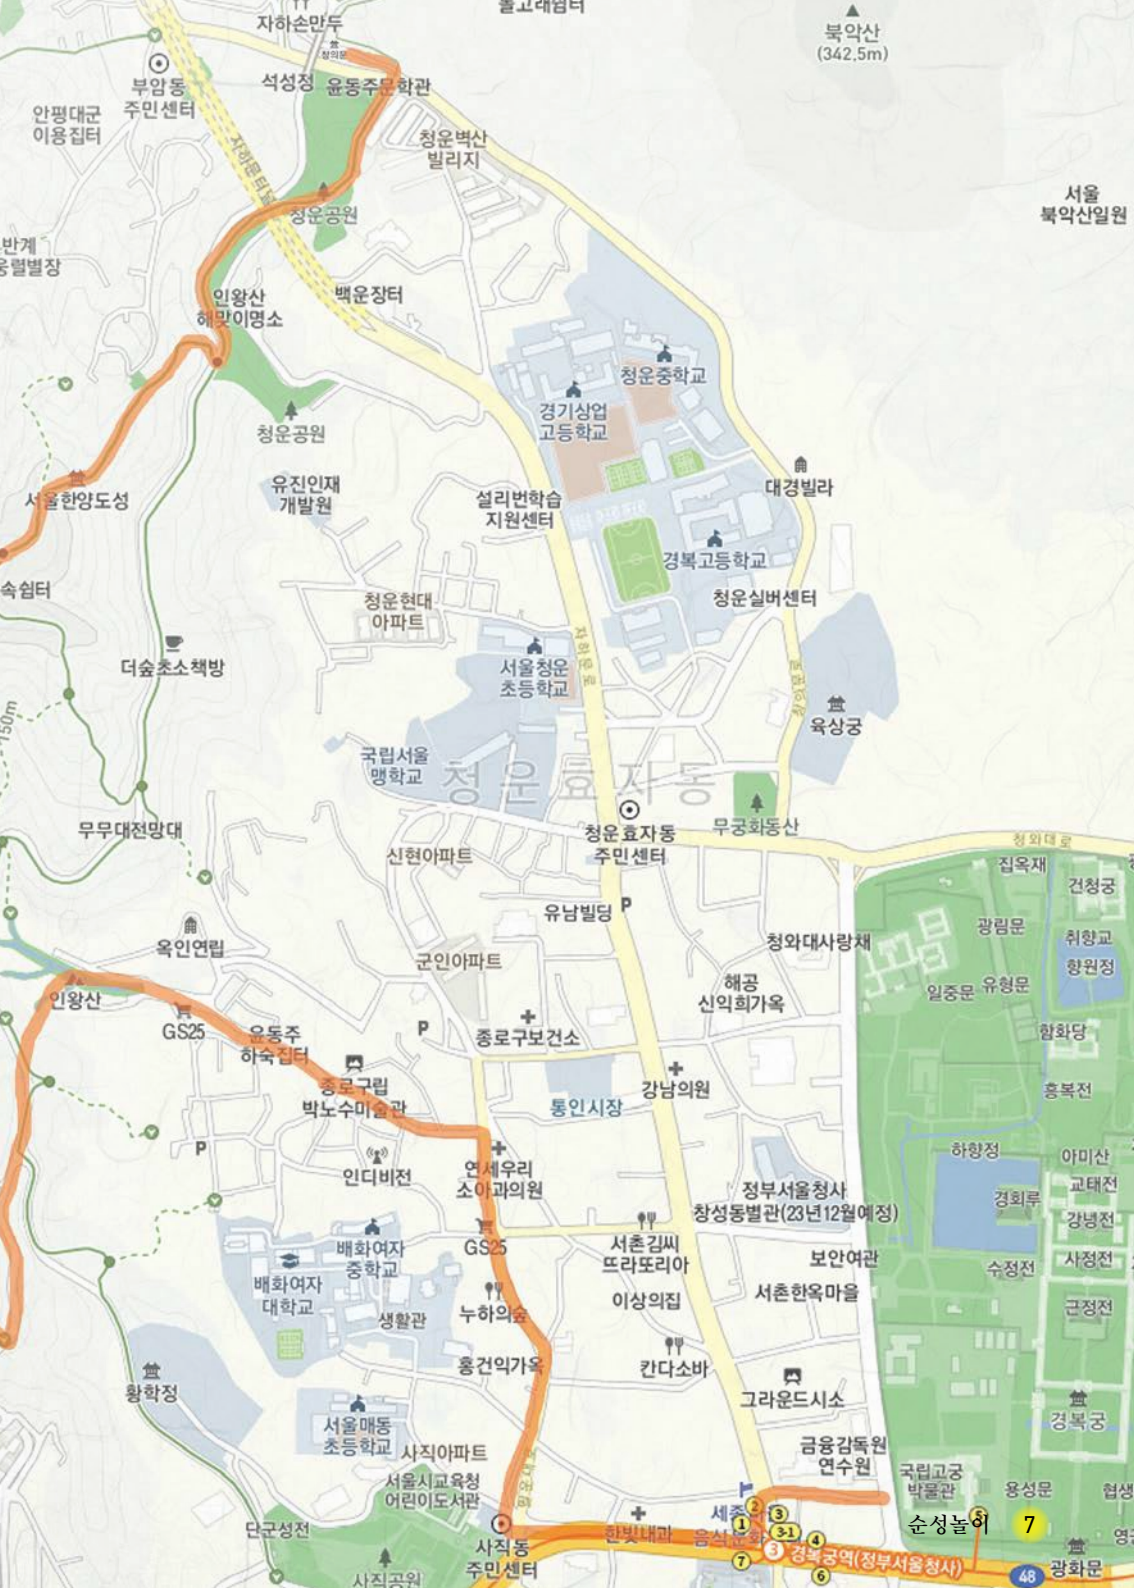 돌고래쉼터
자하손만두
창의문
북악산
(342,5m)
부암동
주민센터
석성정
윤동주문학관
안평대군
이용집터
청운벽산
빌리지
자하문터널
서울
북악산일원
청운공원
반계
웅렬별장
인왕산
해맞이명소
백운장터
청운중학교
경기상업
고등학교
청운공원
서울한양도성
유진인재
개발원
설리번학습
지원센터
대경빌라
경복고등학교
속쉼터
청운현대
아파트
청운실버센터
자하문로
더숲초소책방
서울청운
초등학교
창의문로
육상궁
150m
국립서울
맹학교
청운효자동
무무대전망대
청운효자동
주민센터
무궁화동산
청와대로
신현아파트
집옥재
건청궁
유남빌딩
P
옥인연립
군인아파트
청와대사랑채
광림문
취향교
향원정
해공
신익희가옥
일중문
유형문
인왕산
GS25
윤동주
하숙집터
P
종로구보건소
함화당
종로구립
박노수미술관
강남의원
흥복전
통인시장
P
인디비전
연세우리
소아과의원
하향정
아미산
교태전
경회루
강녕전
정부서울청사
창성동별관(23년12월예정)
배화여자
중학교
GS25
서촌김씨
뜨라또리아
보안여관
수정전
사정전
배화여자
대학교
생활관
누하의숲
이상의집
서촌한옥마을
근정전
황학정
홍건익가옥
칸다소바
그라운드시소
서울매동
초등학교
사직아파트
경복궁
금융감독원
연수원
서울시교육청
어린이도서관
국립고궁
박물관
용성문
협생
단군성전
사직동
주민센터
한빛내과
세종
음식문화
1
2
3
3-1
4
5
6
7
3 경복궁역(정부서울청사)
순성놀이 7
사직공원
48
광화문
영